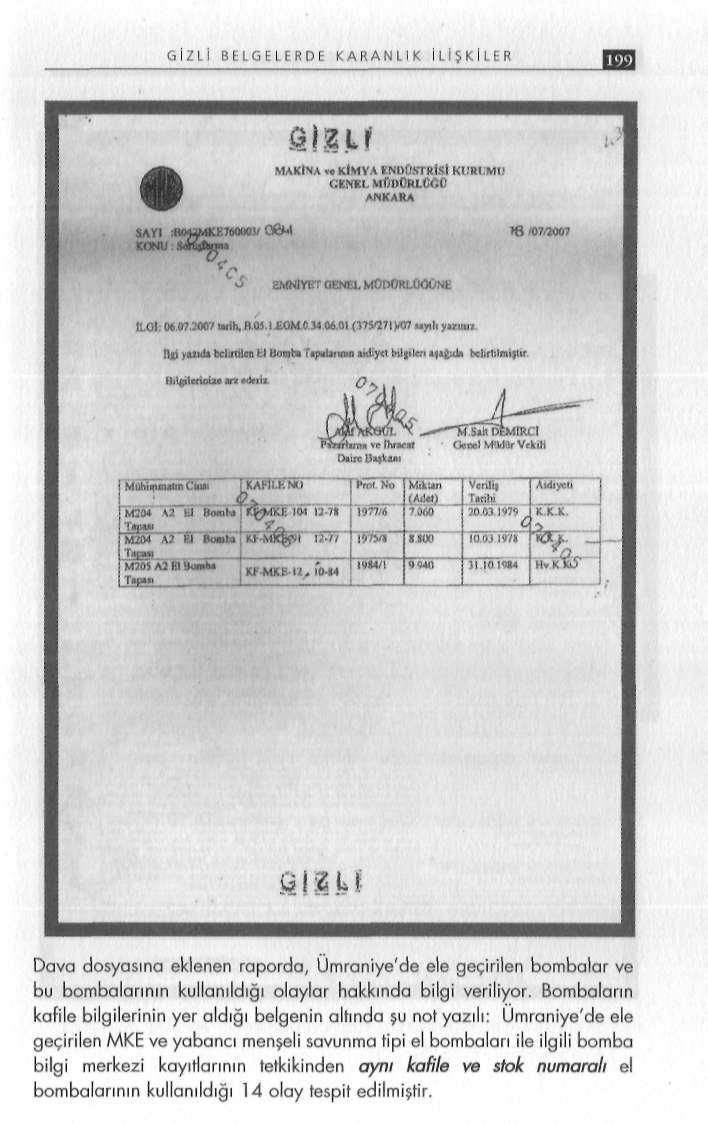 GİZLİ BELGELERDE KARANLIK İLİŞKİLER 199
GİZLİ
MAKİNA ve KİMYA ENDÜSTRİSİ KURUMU
GENEL MÜDÜRLÜĞÜ
ANKARA
SAYI :B042MKE760003/ 18 /07/2007
KONU : Soruşturma
070405
EMNİYET GENEL MÜDÜRLÜĞÜNE
İLGİ: 06.07.2007 tarih, B.05.1.EGM.0.34.06.01.(375/271)/07 sayılı yazınız.
İlgi yazıda belirtilen El Bomba Tapalarının aidiyet bilgileri aşağıda belirtilmiştir.
Bilgilerinize arz ederiz.
070405
AKGÜL M.Sait DEMİRCİ
Pazarlama ve İhracat Genel Müdür Vekili
Daire Başkanı
Mühimmatın Cinsi KAFİLE NO Prot. No Miktarı (Adet) Veriliş Tarihi Aidiyeti
M204 A2 El Bomba Tapası KF-MKE-104 12-78 1977/6 7.060 20.03.1979 K.K.K.
M204 A2 El Bomba Tapası 12-77 1975/8 8.800 10.03.1978 K.K.K.
M205 A2 El Bomba Tapası KF-MKE-12 10-84 1984/1 9.940 31.10.1984 Hv.K.K.
070405
070405
GİZLİ
Dava dosyasına eklenen raporda, Ümraniye’de ele geçirilen bombalar ve
bu bombalarının kullanıldığı olaylar hakkında bilgi veriliyor. Bombaların
kafile bilgilerinin yer aldığı belgenin altında şu not yazılı: Ümraniye’de ele
geçirilen MKE ve yabancı menşeli savunma tipi el bombaları ile ilgili bomba
bilgi merkezi kayıtlarının tetkikinden aynı kafile ve stok numaralı el
bombalarının kullanıldığı 14 olay tespit edilmiştir.